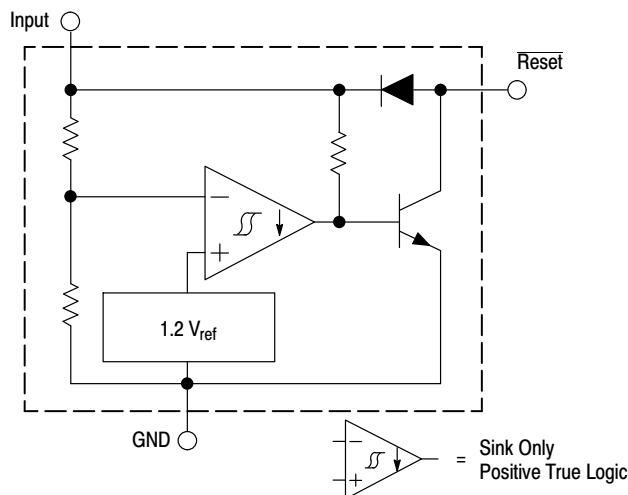 Input
Reset
−
+
1.2 Vref
GND
−
+
= Sink Only
Positive True Logic